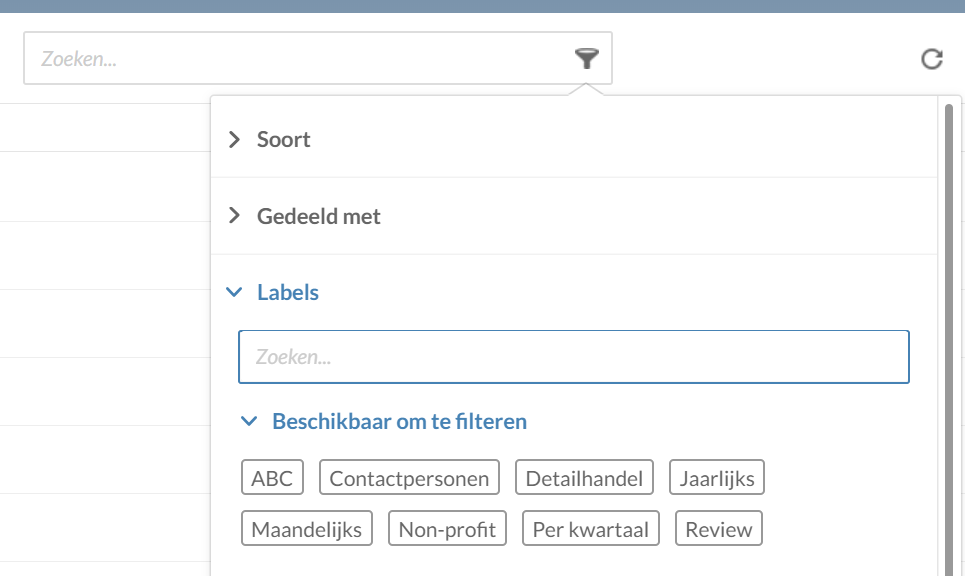 Zoeken...
Soort
Gedeeld met
Labels
Zoeken...
Beschikbaar om te filteren
ABC Contactpersonen Detailhandel Jaarlijks
Maandelijks Non-profit Per kwartaal Review